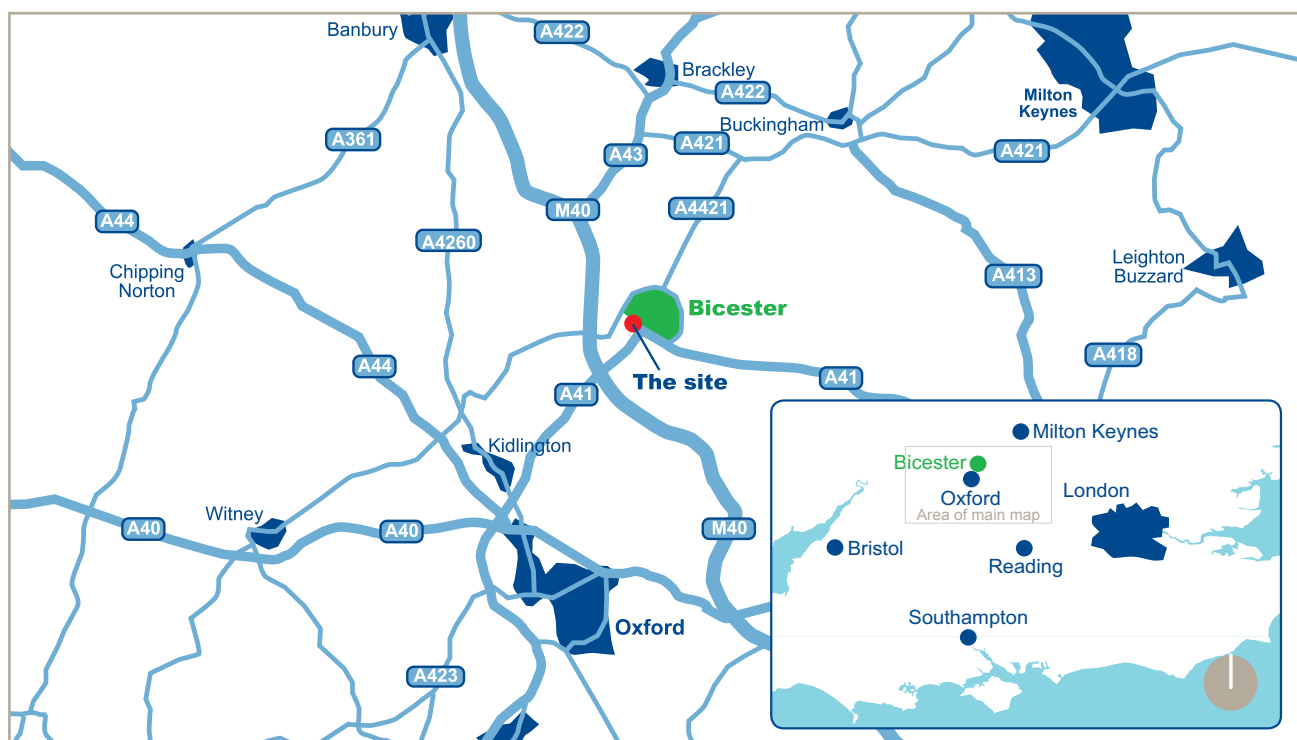 Banbury
A422
Brackley
A422
Milton
Keynes
Buckingham
A361
A43
A421
A421
A44
M40
A4421
A4260
Chipping
Norton
Leighton
Buzzard
A413
Bicester
A418
A44
The site
A41
A41
Kidlington
Witney
A40
A40
M40
Oxford
A423
Milton Keynes
Bicester
Oxford
London
Area of main map
Bristol
Reading
Southampton